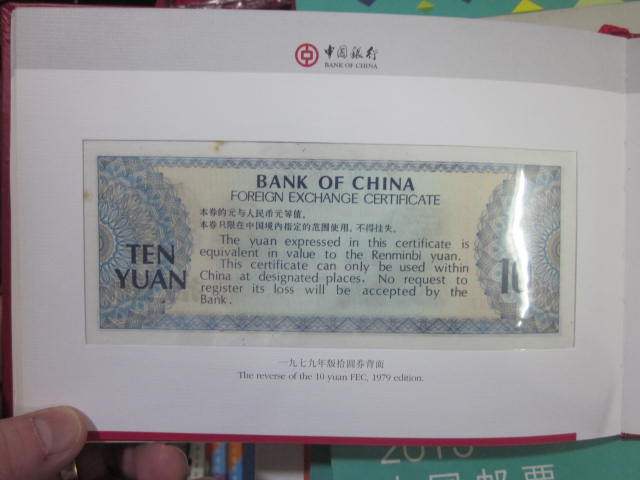 中国银行
BANK OF CHINA
BANK OF CHINA
FOREIGN EXCHANGE CERTIFICATE
本券的元与人民币元等值。
本券只限在中国境内指定的范围使用,不得挂失。
TEN
YUAN
The yuan expressed in this certificate is
equivalent in value to the Renminbi yuan.
This certificate can only be used within
China at designated places. No request to
register its loss will be accepted by the
Bank.
10
一九七九年版拾圆券背面
The reverse of the 10 yuan FEC, 1979 edition.